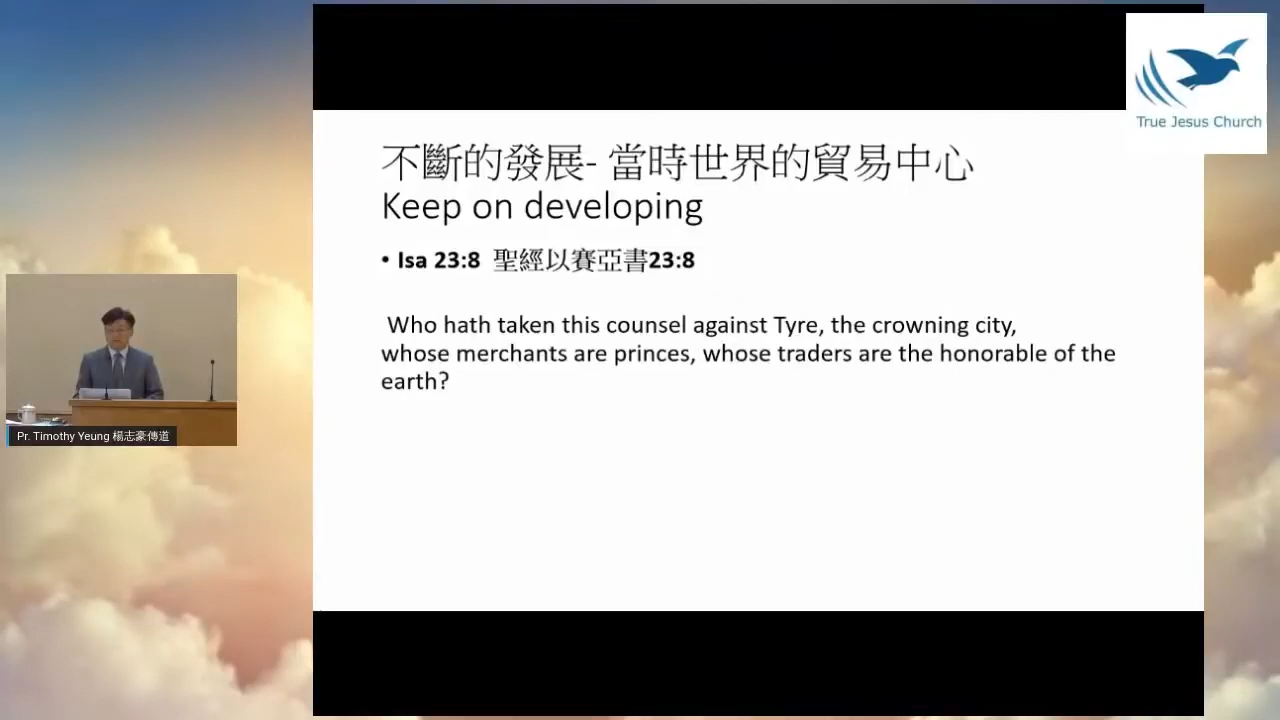 True Jesus Church
不斷的發展- 當時世界的貿易中心
Keep on developing
• Isa 23:8 聖經以賽亞書23:8
Who hath taken this counsel against Tyre, the crowning city,
whose merchants are princes, whose traders are the honorable of the
earth?
Pr. Timothy Yeung 楊志豪傳道